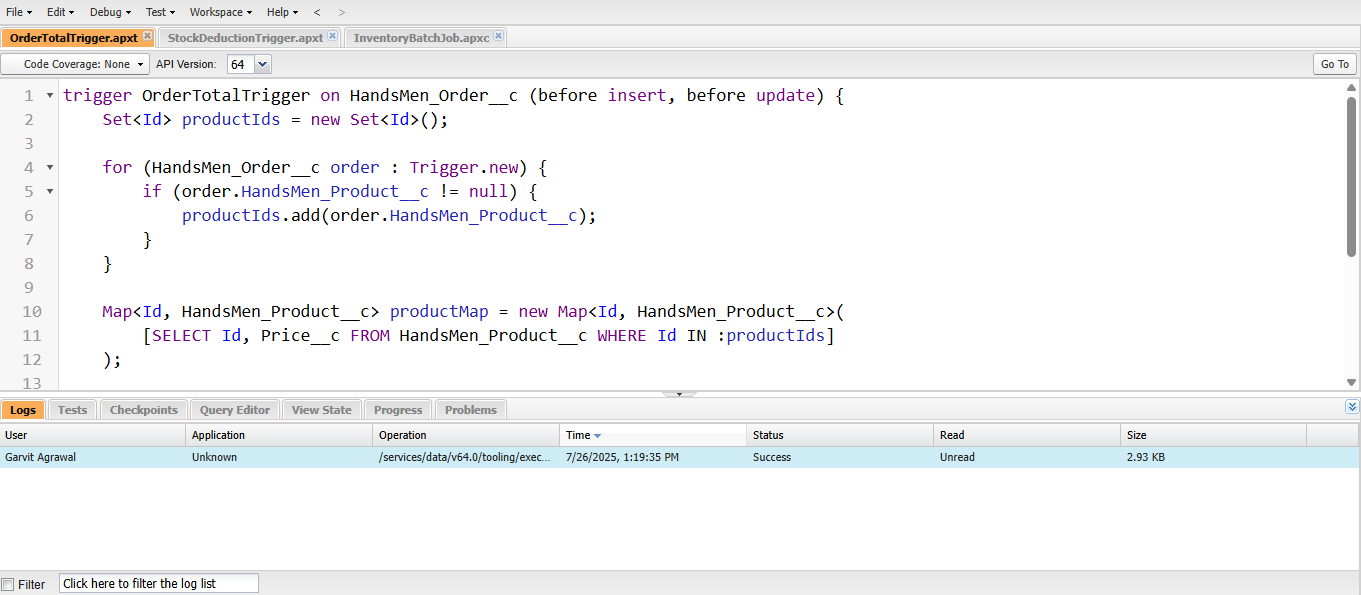 File Edit Debug Test Workspace Help < >
OrderTotalTrigger.apxt StockDeductionTrigger.apxt InventoryBatchJob.apxc
Code Coverage: None API Version: 64 Go To
1 trigger OrderTotalTrigger on HandsMen_Order__c (before insert, before update) {
2 Set<Id> productIds = new Set<Id>();
3
4 for (HandsMen_Order__c order : Trigger.new) {
5 if (order.HandsMen_Product__c != null) {
6 productIds.add(order.HandsMen_Product__c);
7 }
8 }
9
10 Map<Id, HandsMen_Product__c> productMap = new Map<Id, HandsMen_Product__c>(
11 [SELECT Id, Price__c FROM HandsMen_Product__c WHERE Id IN :productIds]
12 );
13
Logs Tests Checkpoints Query Editor View State Progress Problems
User Application Operation Time Status Read Size
Garvit Agrawal Unknown /services/data/v64.0/tooling/exec... 7/26/2025, 1:19:35 PM Success Unread 2.93 KB
Filter Click here to filter the log list